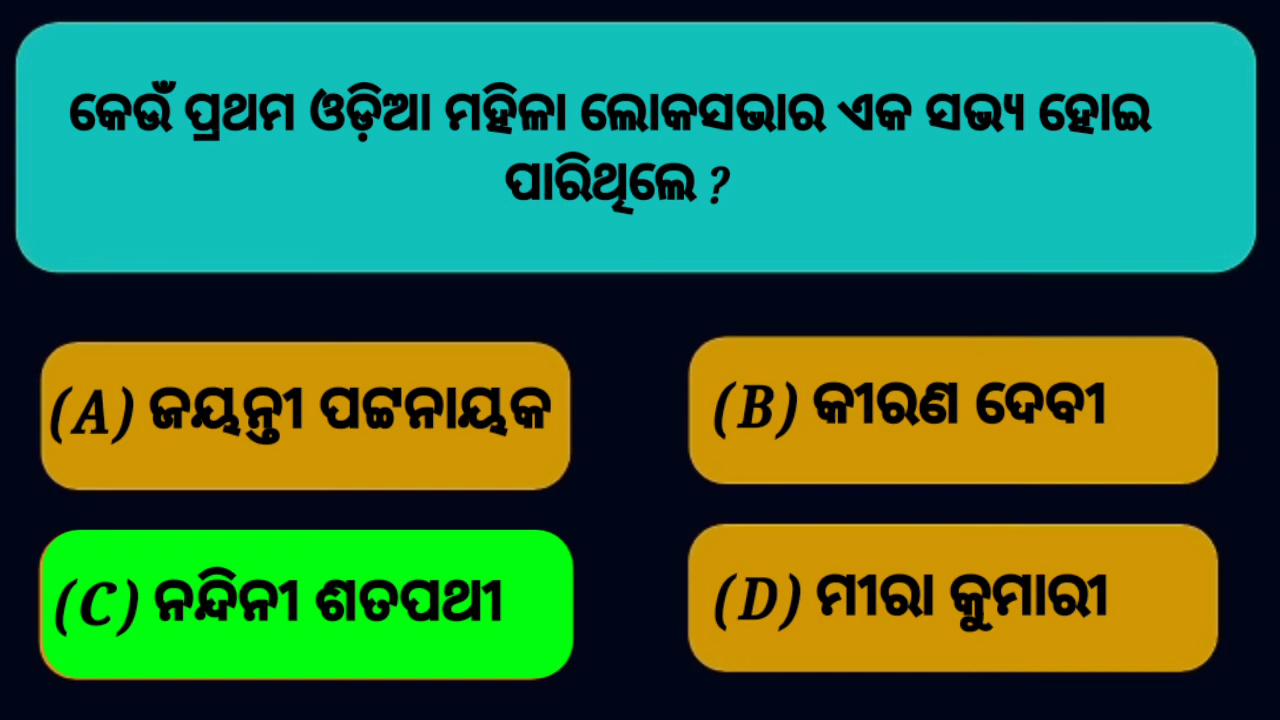 କେଉଁ ପ୍ରଥମ ଓଡ଼ିଆ ମହିଳା ଲୋକସଭାର ଏକ ସଭ୍ୟ ହୋଇ
ପାରିଥିଲେ ?
(A) ଜୟନ୍ତୀ ପଟ୍ଟନାୟକ
(B) କୀରଣ ଦେବୀ
(C) ନନ୍ଦିନୀ ଶତପଥୀ
(D) ମୀରା କୁମାରୀ